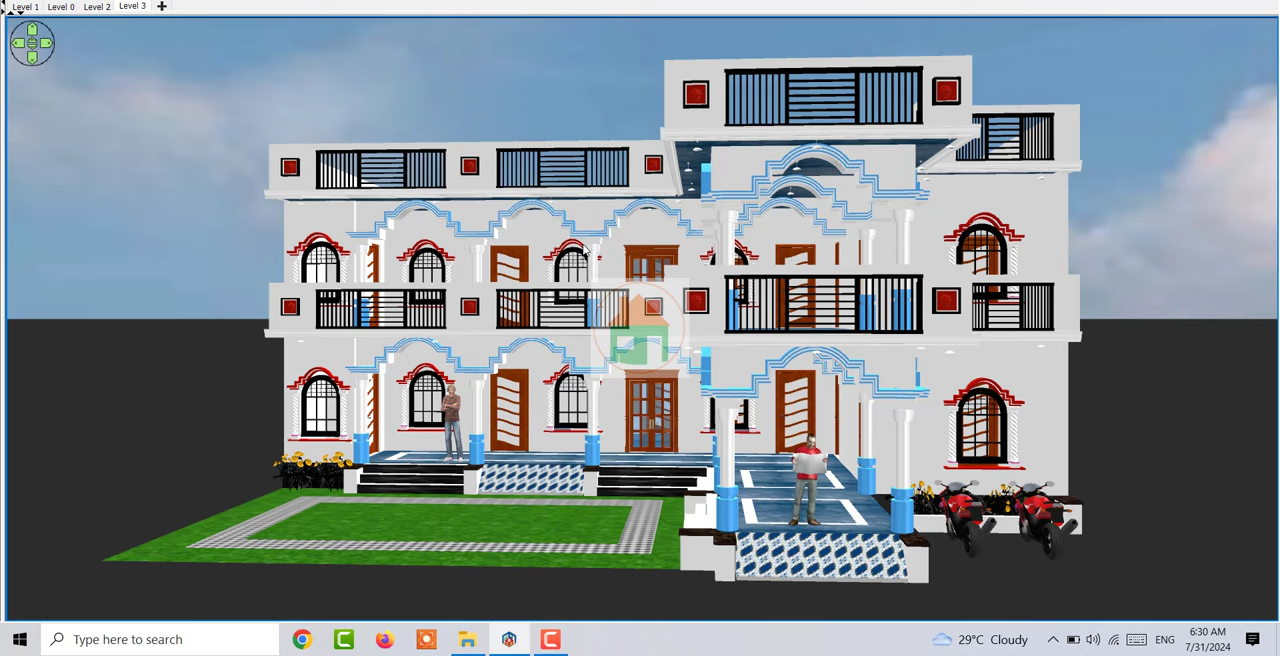 Level 1 Level 0 Level 2 Level 3
Type here to search
29°C Cloudy
ENG
6:30 AM
7/31/2024